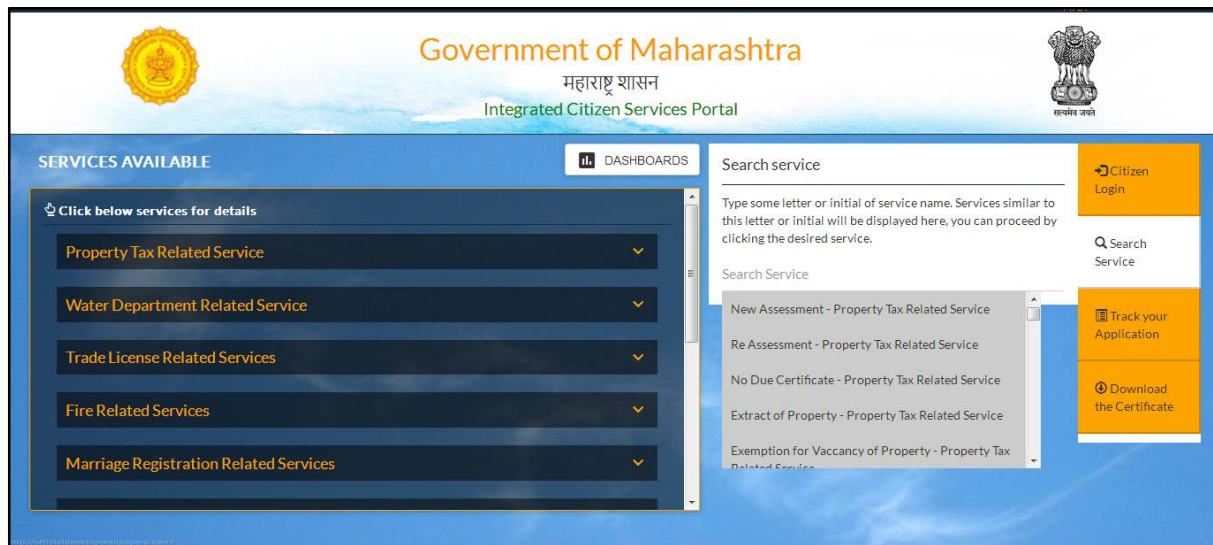 Government of Maharashtra
महाराष्ट्र शासन
Integrated Citizen Services Portal
सत्यमेव जयते
SERVICES AVAILABLE
DASHBOARDS
Click below services for details
Property Tax Related Service
Water Department Related Service
Trade License Related Services
Fire Related Services
Marriage Registration Related Services
Search service
Type some letter or initial of service name. Services similar to
this letter or initial will be displayed here, you can proceed by
clicking the desired service.
Search Service
New Assessment - Property Tax Related Service
Re Assessment - Property Tax Related Service
No Due Certificate - Property Tax Related Service
Extract of Property - Property Tax Related Service
Exemption for Vaccancy of Property - Property Tax
Related Service
Citizen
Login
Search
Service
Track your
Application
Download
the Certificate